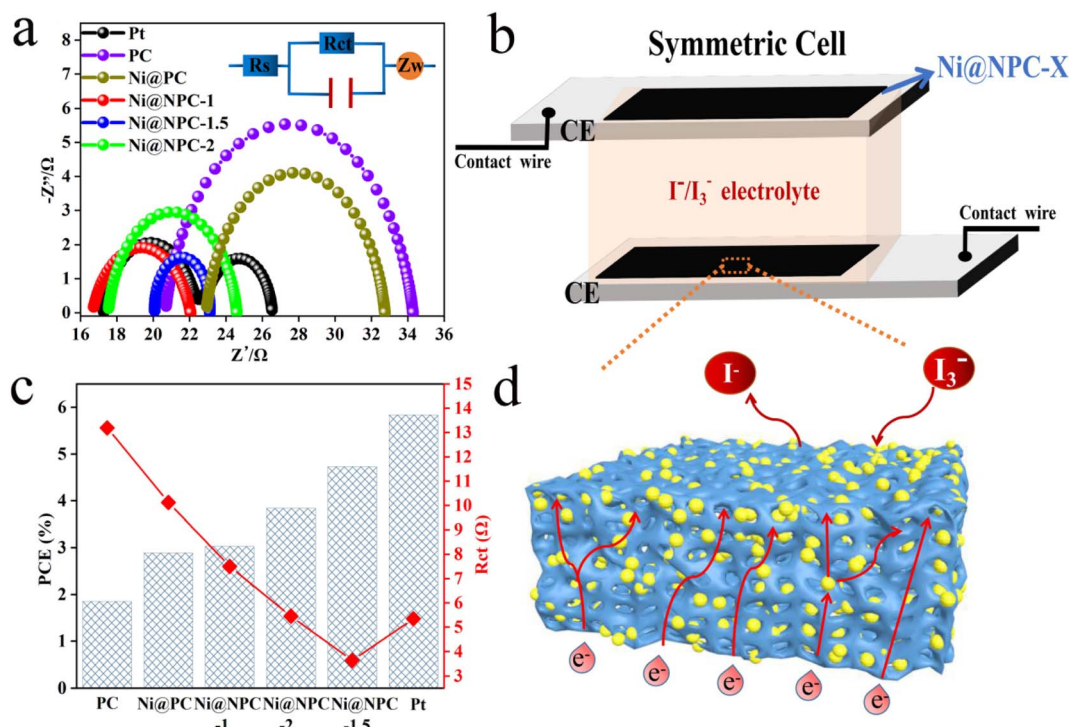 a
Pt
PC
Ni@PC
Ni@NPC-1
Ni@NPC-1.5
Ni@NPC-2
Rs
Rct
Zw
-Z’’/Ω
8
7
6
5
4
3
2
1
0
16 18 20 22 24 26 28 30 32 34 36
Z’/Ω
b
Symmetric Cell
Ni@NPC-X
CE
Contact wire
I⁻/I₃⁻ electrolyte
Contact wire
CE
c
PCE (%)
6
5
4
3
2
1
0
15
14
13
12
11
10
9
8
7
6
5
4
3
Rct (Ω)
PC Ni@PC Ni@NPC Ni@NPC Ni@NPC Pt
-1 -2 -1.5
d
I⁻
I₃⁻
e⁻ e⁻ e⁻ e⁻ e⁻